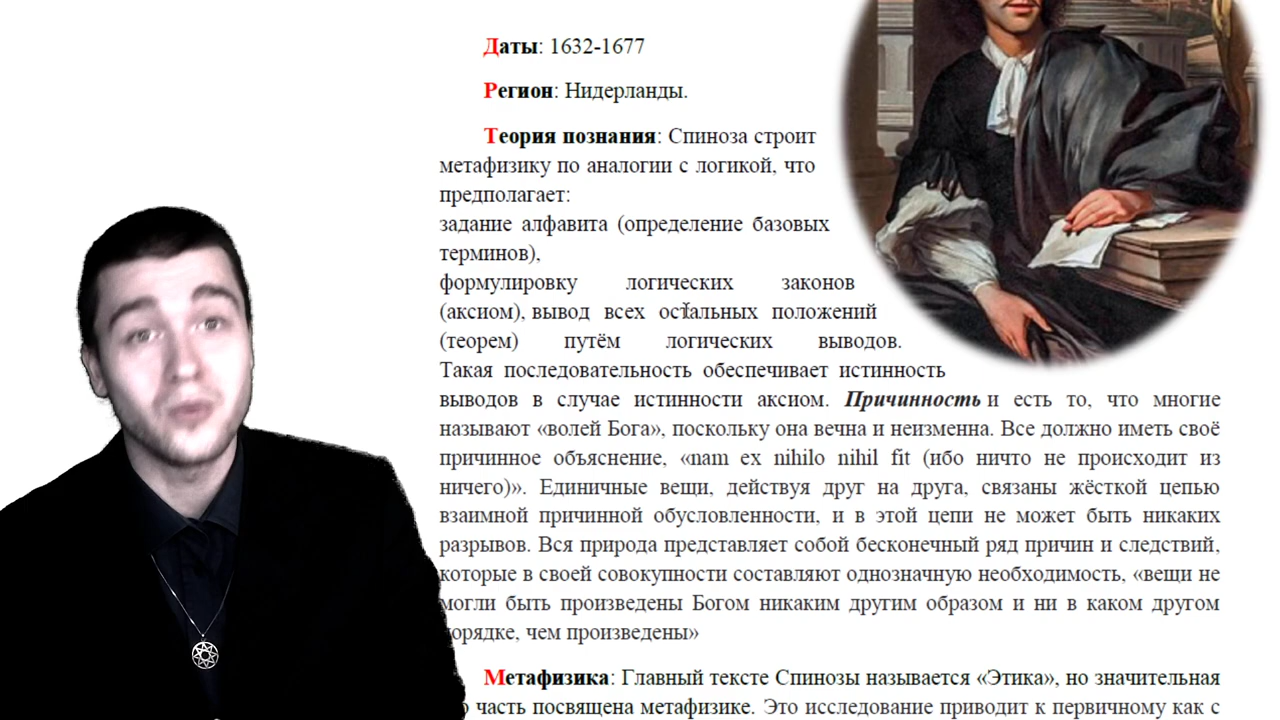 Даты: 1632-1677
Регион: Нидерланды.
Теория познания: Спиноза строит
метафизику по аналогии с логикой, что
предполагает:
задание алфавита (определение базовых
терминов),
формулировку логических законов
(аксиом), вывод всех остальных положений
(теорем) путём логических выводов.
Такая последовательность обеспечивает истинность
выводов в случае истинности аксиом. Причинность и есть то, что многие
называют «волей Бога», поскольку она вечна и неизменна. Все должно иметь своё
причинное объяснение, «nam ex nihilo nihil fit (ибо ничто не происходит из
ничего)». Единичные вещи, действуя друг на друга, связаны жёсткой цепью
взаимной причинной обусловленности, и в этой цепи не может быть никаких
разрывов. Вся природа представляет собой бесконечный ряд причин и следствий,
которые в своей совокупности составляют однозначную необходимость, «вещи не
могли быть произведены Богом никаким другим образом и ни в каком другом
порядке, чем произведены»
Метафизика: Главный тексте Спинозы называется «Этика», но значительная
часть посвящена метафизике. Это исследование приводит к первичному как с